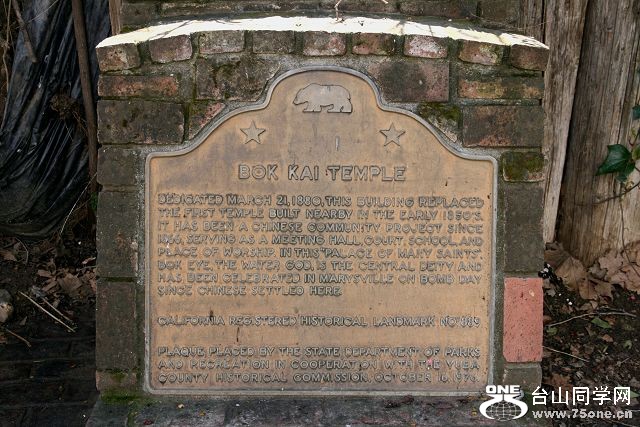 BOK KAI TEMPLE
DEDICATED MARCH 21, 1880, THIS BUILDING REPLACED
THE FIRST TEMPLE BUILT NEARBY IN THE EARLY 1850'S.
IT HAS BEEN A CHINESE COMMUNITY PROJECT SINCE
1866, SERVING AS A MEETING HALL, COURT, SCHOOL, AND
PLACE OF WORSHIP. IN THIS "PALACE OF MANY SAINTS",
BOK EYE, THE WATER GOD, IS THE CENTRAL DEITY AND
HAS BEEN CELEBRATED IN MARYSVILLE ON BOMB DAY
SINCE CHINESE SETTLED HERE.
CALIFORNIA REGISTERED HISTORICAL LANDMARK NO. 889
PLAQUE PLACED BY THE STATE DEPARTMENT OF PARKS
AND RECREATION IN COOPERATION WITH THE YUBA
COUNTY HISTORICAL COMMISSION, OCTOBER 16, 1976.
ONE 台山同学网
www.75one.cn